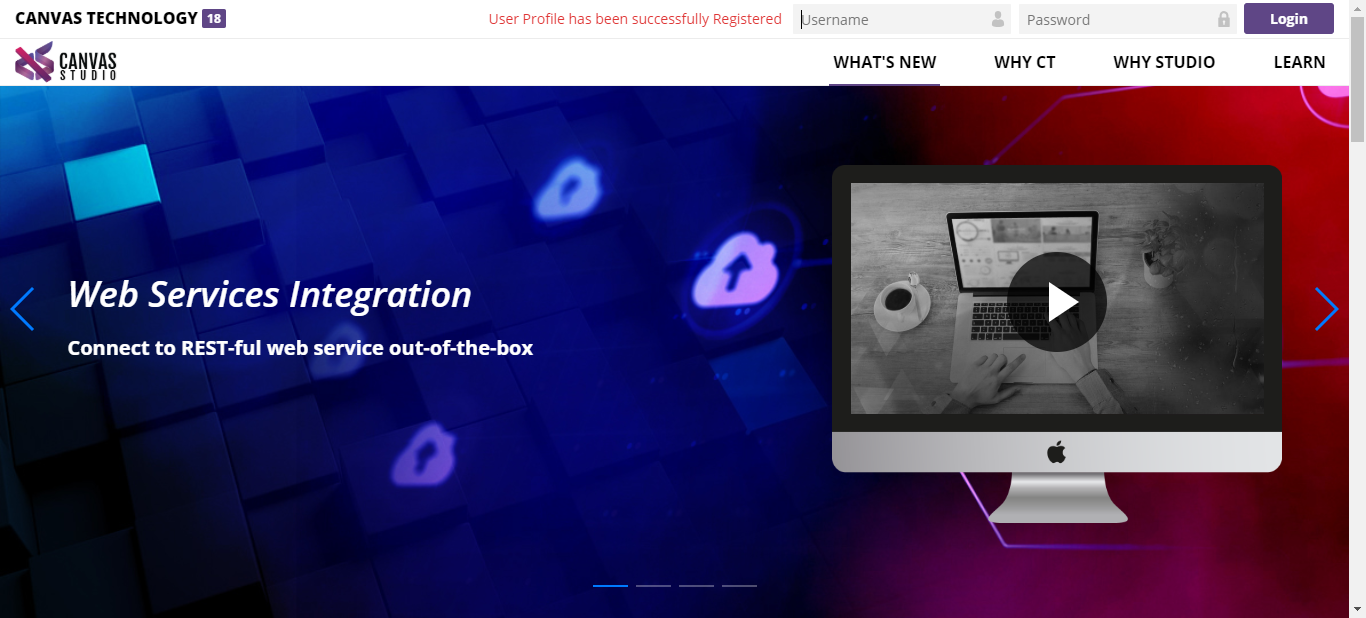 CANVAS TECHNOLOGY 18
User Profile has been successfully Registered
Username
Password
Login
CANVAS
STUDIO
WHAT'S NEW
WHY CT
WHY STUDIO
LEARN
Web Services Integration
Connect to REST-ful web service out-of-the-box